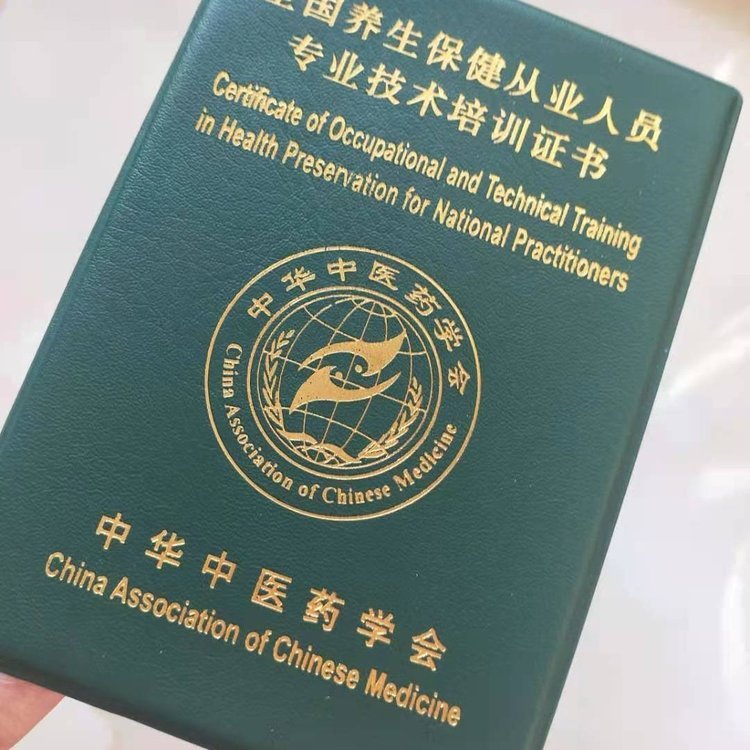 全国养生保健从业人员
专业技术培训证书
Certificate of Occupational and Technical Training
in Health Preservation for National Practitioners
中华中医药学会
China Association of Chinese Medicine
中华中医药学会
China Association of Chinese Medicine